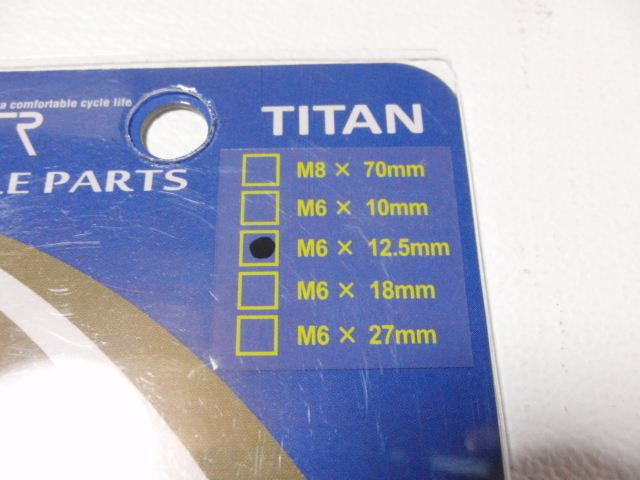 a comfortable cycle life
TITAN
LE PARTS
M8 × 70mm
M6 × 10mm
M6 × 12.5mm
M6 × 18mm
M6 × 27mm